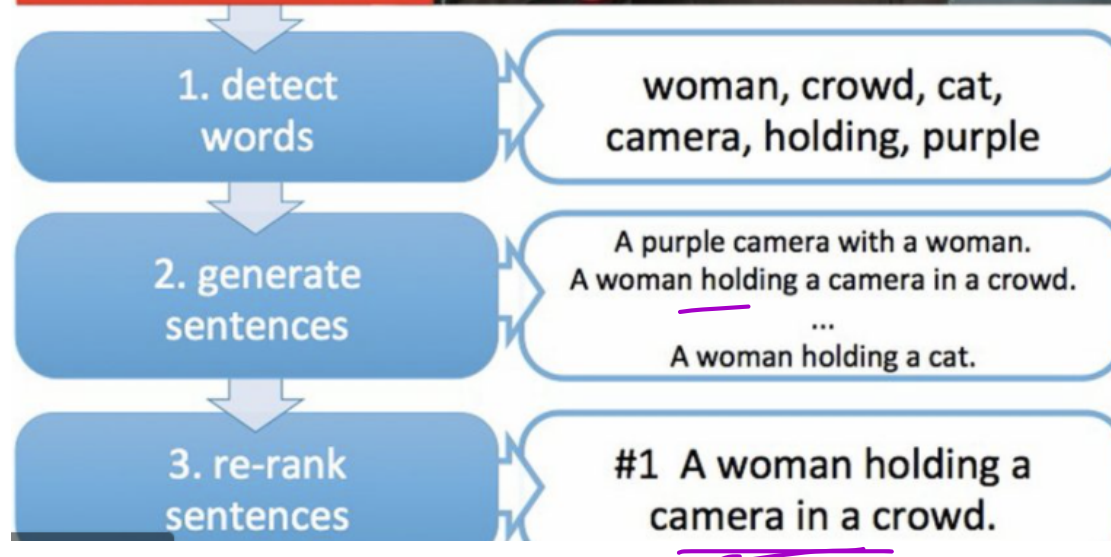 1. detect
words
woman, crowd, cat,
camera, holding, purple
2. generate
sentences
A purple camera with a woman.
A woman holding a camera in a crowd.
...
A woman holding a cat.
3. re-rank
sentences
#1 A woman holding a
camera in a crowd.